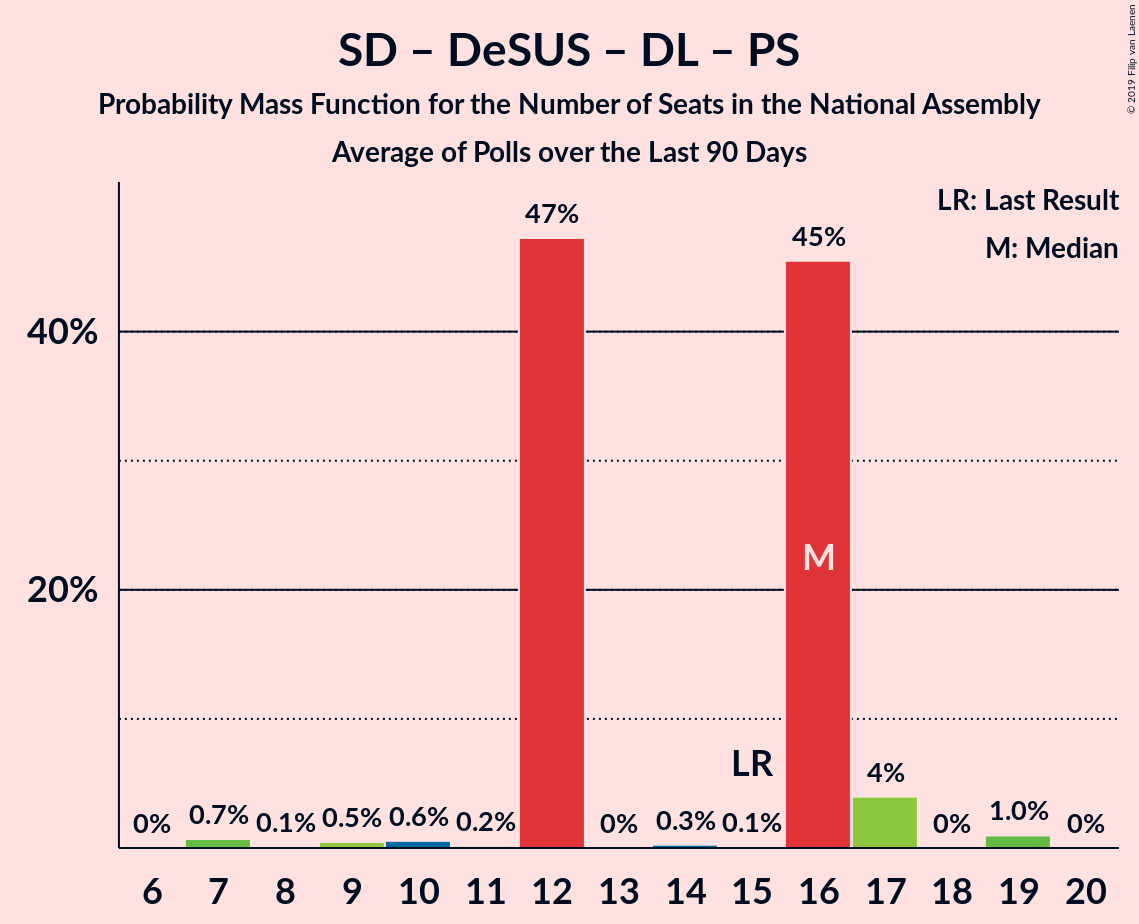 SD – DeSUS – DL – PS
Probability Mass Function for the Number of Seats in the National Assembly
Average of Polls over the Last 90 Days
© 2019 Filip van Laenen
LR: Last Result
M: Median
40%
20%
0%
0.7%
0.1%
0.5%
0.6%
0.2%
47%
0%
0.3%
0.1%
45%
4%
0%
1.0%
0%
LR
M
6 7 8 9 10 11 12 13 14 15 16 17 18 19 20